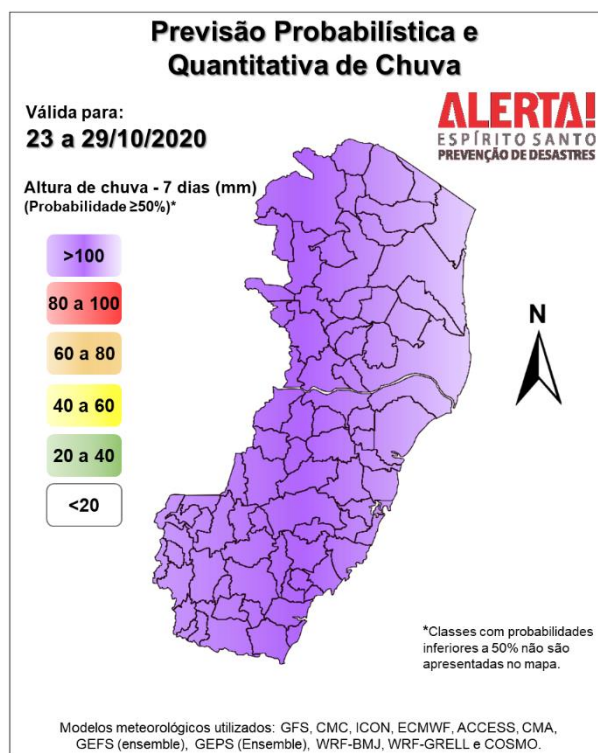 Previsão Probabilística e
Quantitativa de Chuva
Válida para:
23 a 29/10/2020
ALERTA!
ESPÍRITO SANTO
PREVENÇÃO DE DESASTRES
Altura de chuva - 7 dias (mm)
(Probabilidade ≥50%)*
>100
80 a 100
60 a 80
40 a 60
20 a 40
<20
N
*Classes com probabilidades
inferiores a 50% não são
apresentadas no mapa.
Modelos meteorológicos utilizados: GFS, CMC, ICON, ECMWF, ACCESS, CMA,
GEFS (ensemble), GEPS (Ensemble), WRF-BMJ, WRF-GRELL e COSMO.